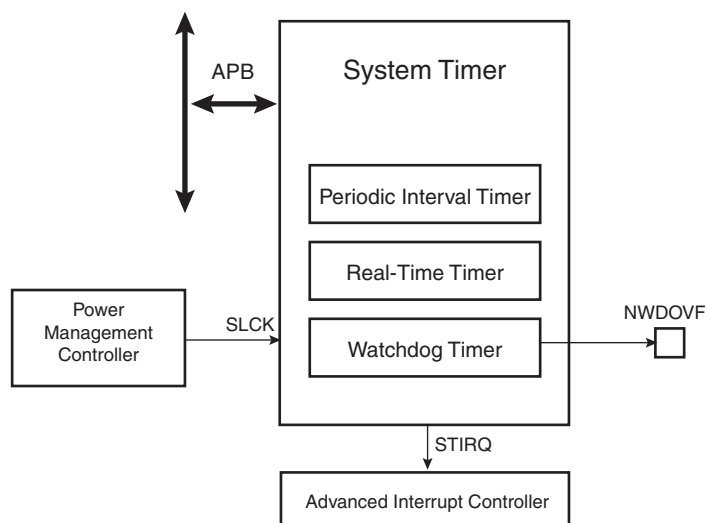 System Timer
APB
Periodic Interval Timer
Real-Time Timer
Power
Management
Controller
SLCK
Watchdog Timer
NWDOVF
STIRQ
Advanced Interrupt Controller